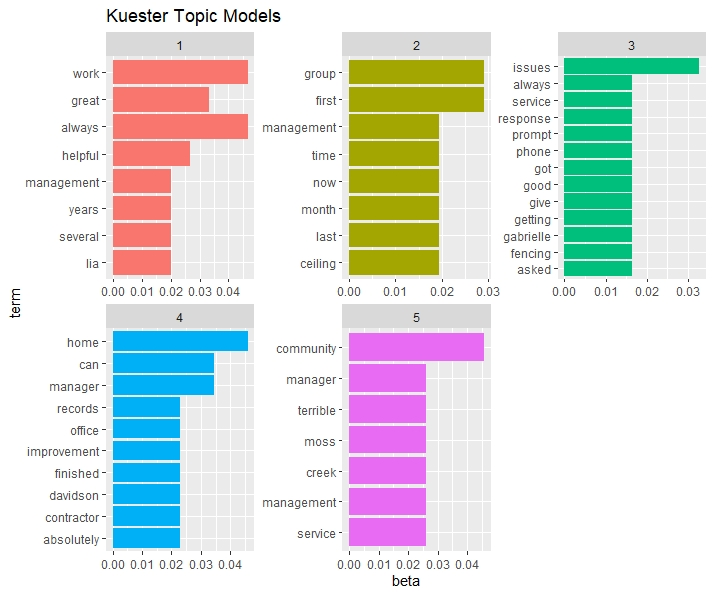 Kuester Topic Models
1
work
great
always
helpful
management
years
several
lia
0.00 0.01 0.02 0.03 0.04
2
group
first
management
time
now
month
last
ceiling
0.00 0.01 0.02 0.03
3
issues
always
service
response
prompt
phone
got
good
give
getting
gabrielle
fencing
asked
0.00 0.01 0.02 0.03
term
4
home
can
manager
records
office
improvement
finished
davidson
contractor
absolutely
0.00 0.01 0.02 0.03 0.04
5
community
manager
terrible
moss
creek
management
service
0.00 0.01 0.02 0.03 0.04
beta